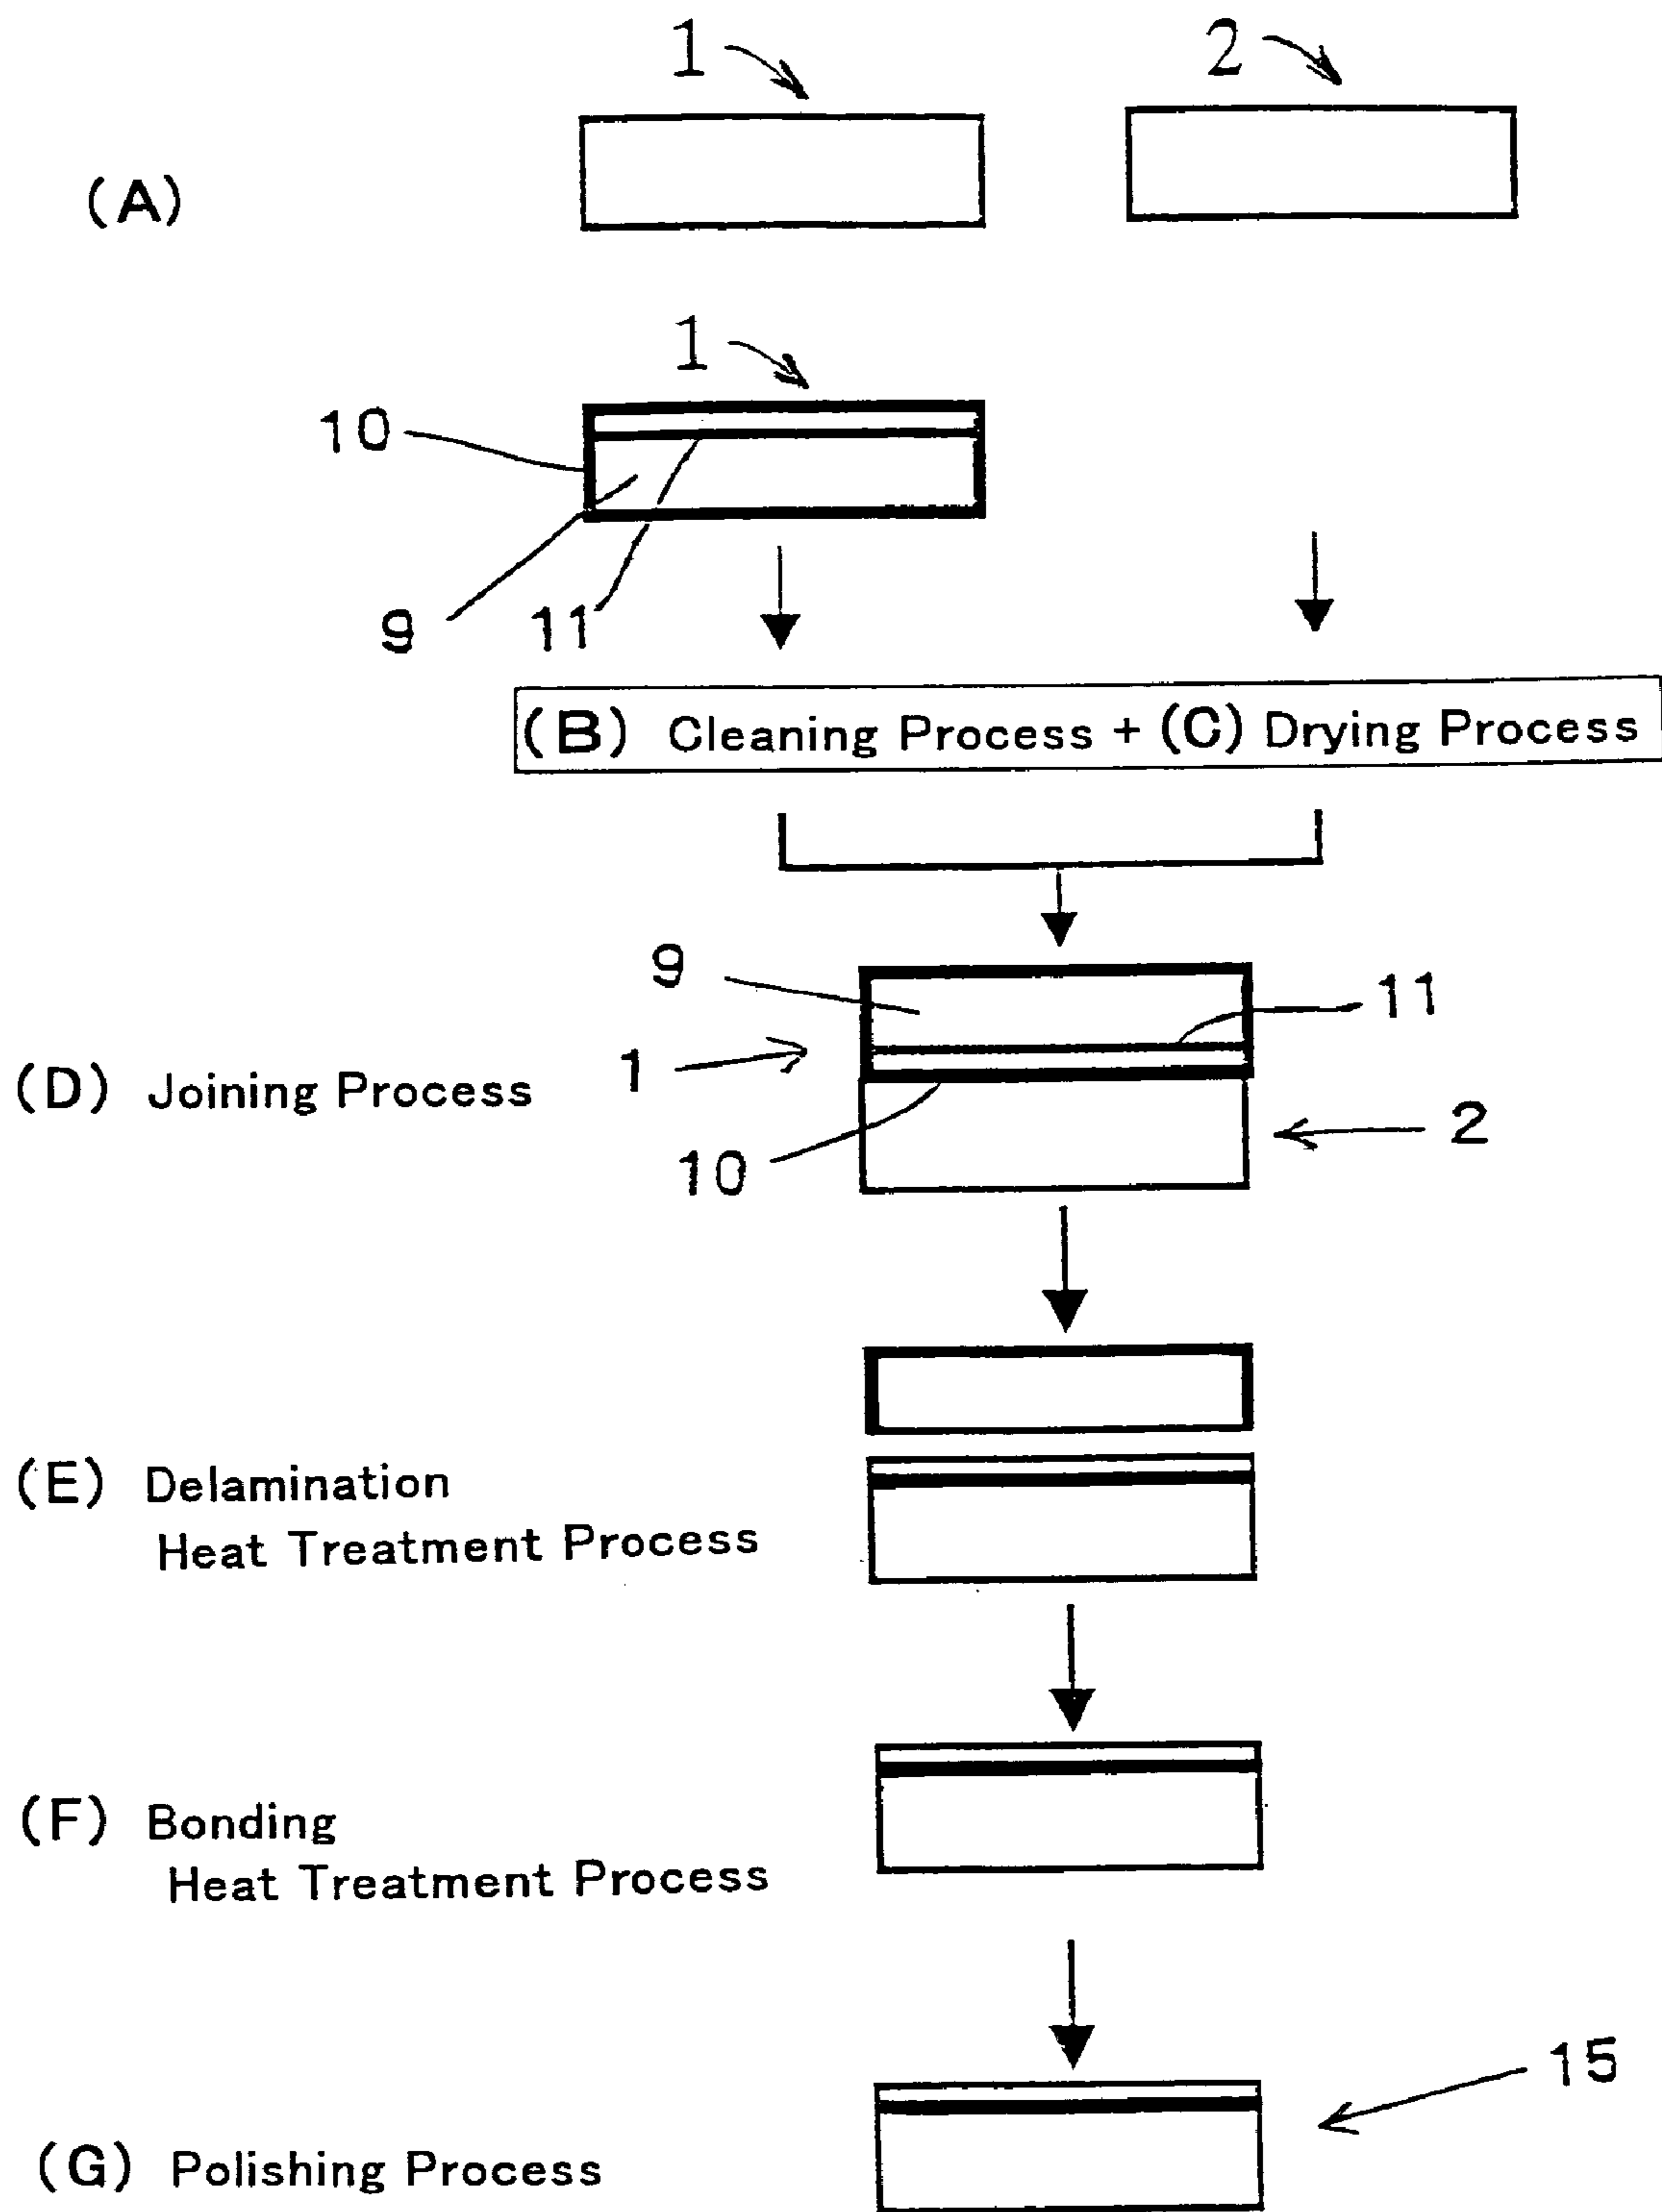 1 2
(A)
1
10
9 11
(B) Cleaning Process + (C) Drying Process
9
11
1
(D) Joining Process
2
10
(E) Delamination
Heat Treatment Process
(F) Bonding
Heat Treatment Process
15
(G) Polishing Process